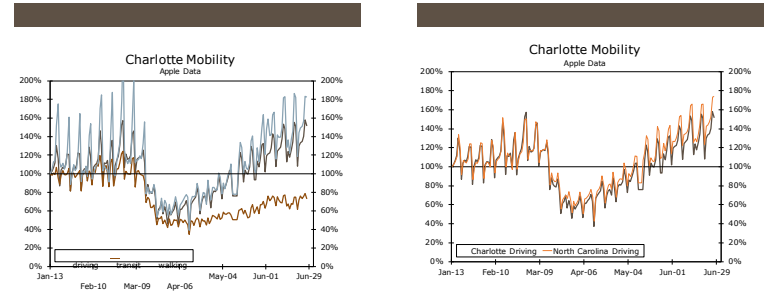 Charlotte Mobility
Apple Data
200% 200%
180% 180%
160% 160%
140% 140%
120% 120%
100% 100%
80% 80%
60% 60%
40% 40%
20% 20%
driving transit walking
0% 0%
Jan-13 Mar-09 May-04 Jun-01 Jun-29
Feb-10 Apr-06
Charlotte Mobility
Apple Data
200% 200%
180% 180%
160% 160%
140% 140%
120% 120%
100% 100%
80% 80%
60% 60%
40% 40%
20% 20%
Charlotte Driving North Carolina Driving
0% 0%
Jan-13 Feb-10 Mar-09 Apr-06 May-04 Jun-01 Jun-29